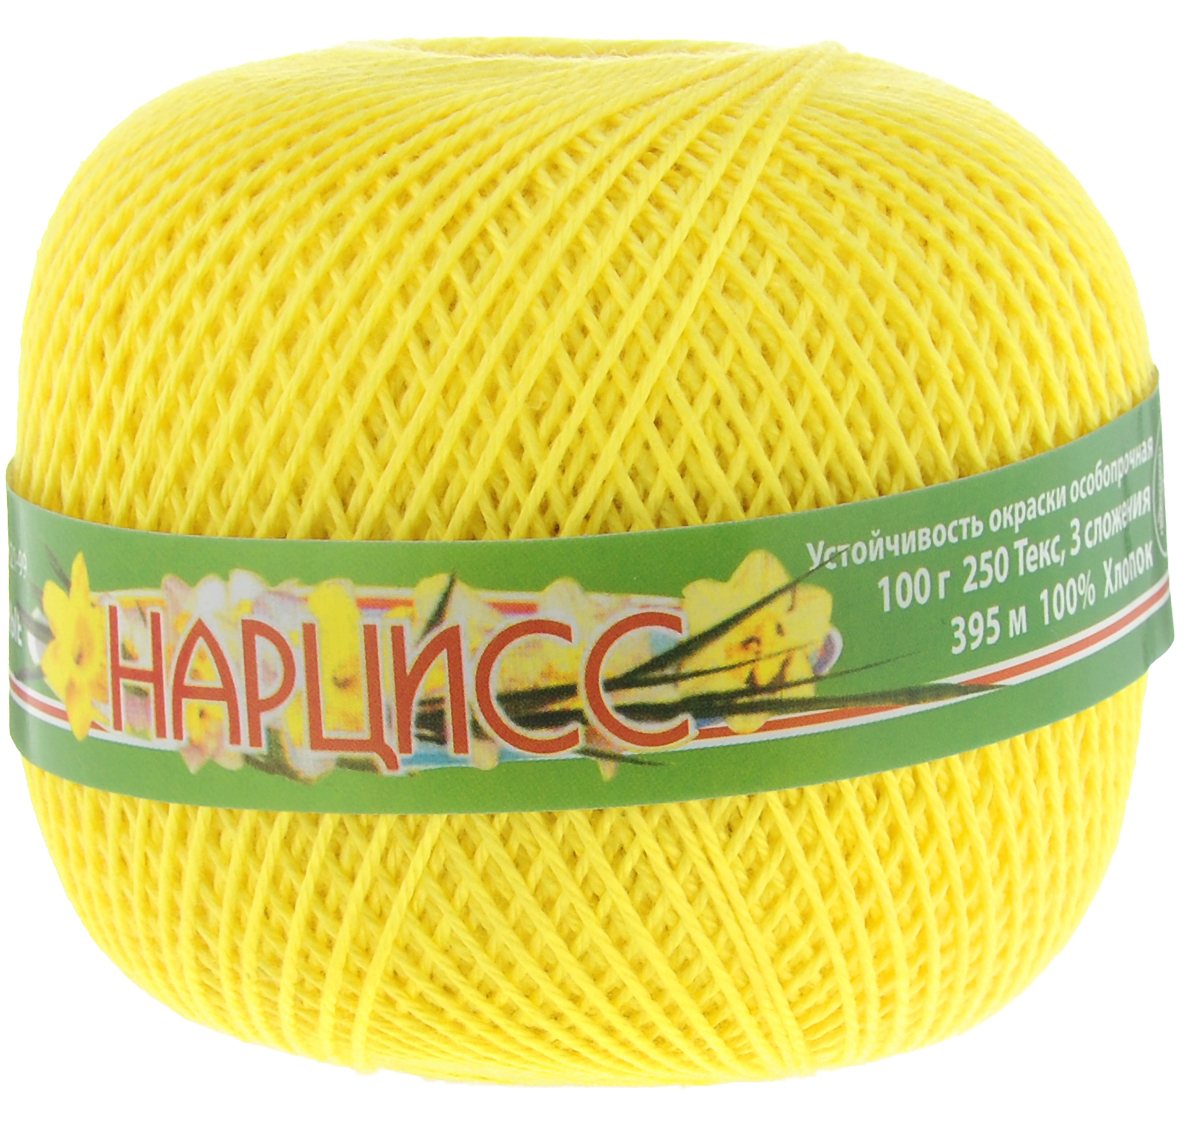 НАРЦИСС
Устойчивость окраски особопрочная
100 г 250 Текс, 3 сложения
395 м 100% Хлопок